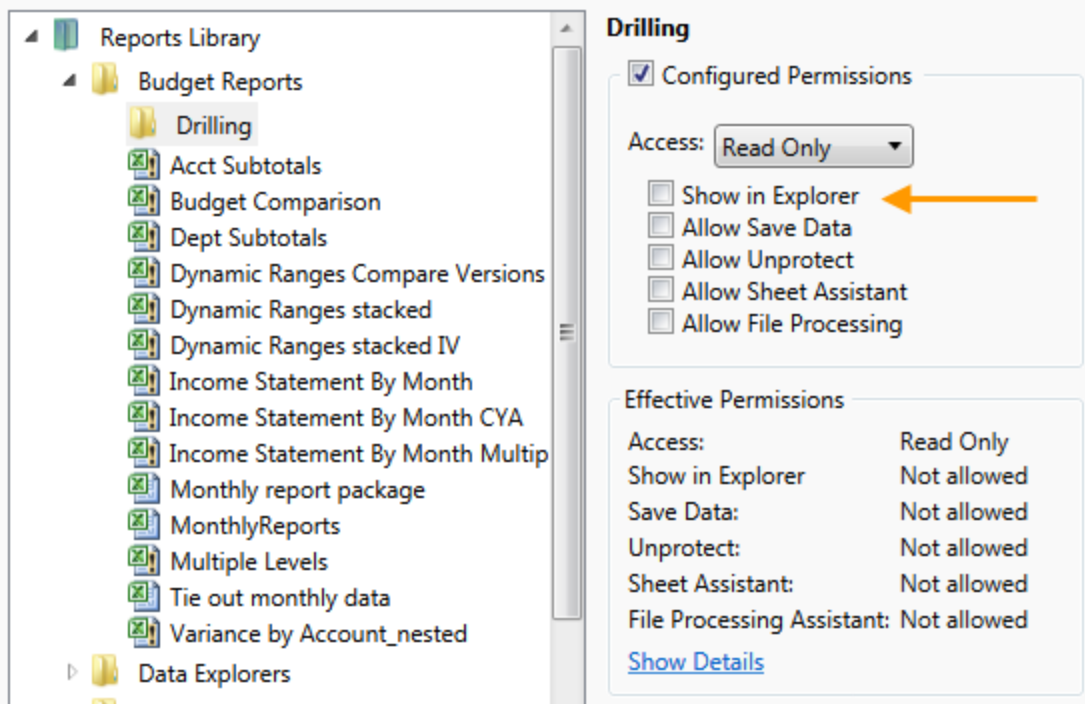 Reports Library
Budget Reports
Drilling
Acct Subtotals
Budget Comparison
Dept Subtotals
Dynamic Ranges Compare Versions
Dynamic Ranges stacked
Dynamic Ranges stacked IV
Income Statement By Month
Income Statement By Month CYA
Income Statement By Month Multip
Monthly report package
MonthlyReports
Multiple Levels
Tie out monthly data
Variance by Account_nested
Data Explorers
Drilling
Configured Permissions
Access: Read Only
Show in Explorer
Allow Save Data
Allow Unprotect
Allow Sheet Assistant
Allow File Processing
Effective Permissions
Access: Read Only
Show in Explorer Not allowed
Save Data: Not allowed
Unprotect: Not allowed
Sheet Assistant: Not allowed
File Processing Assistant: Not allowed
Show Details